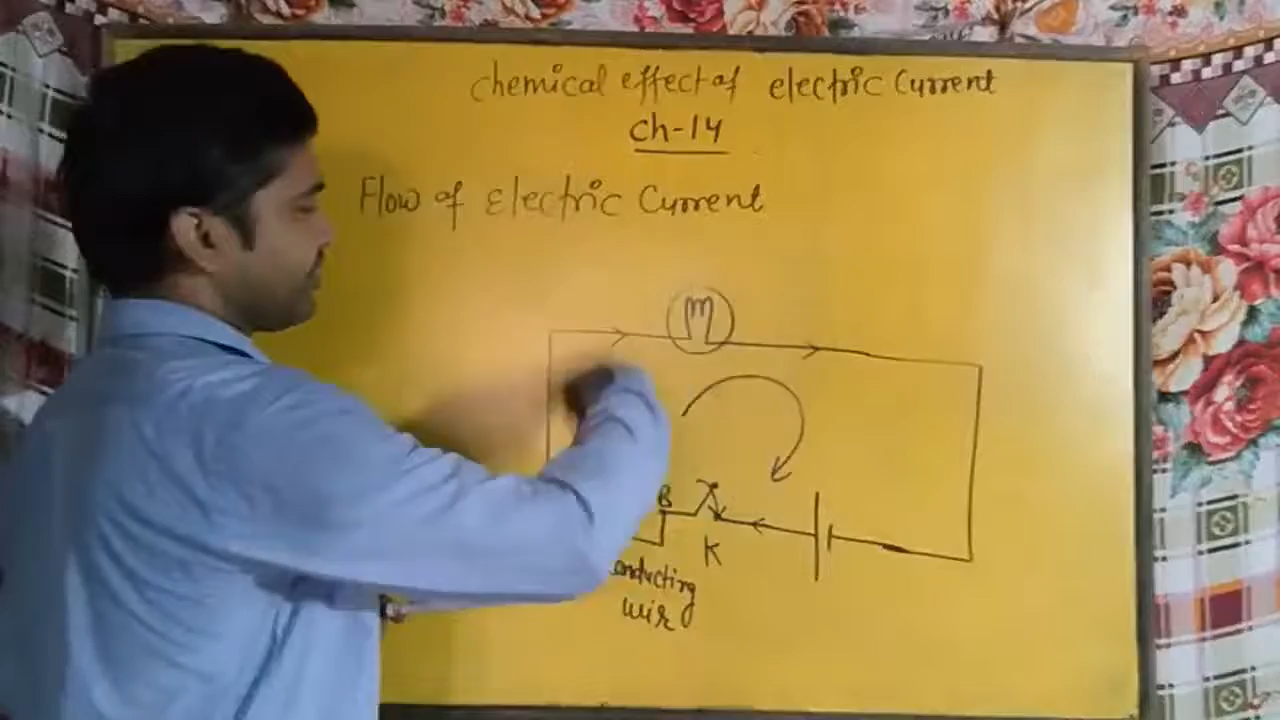 chemical effect of electric Current
Ch-14
Flow of Electric Current
B
K
onducting
wire